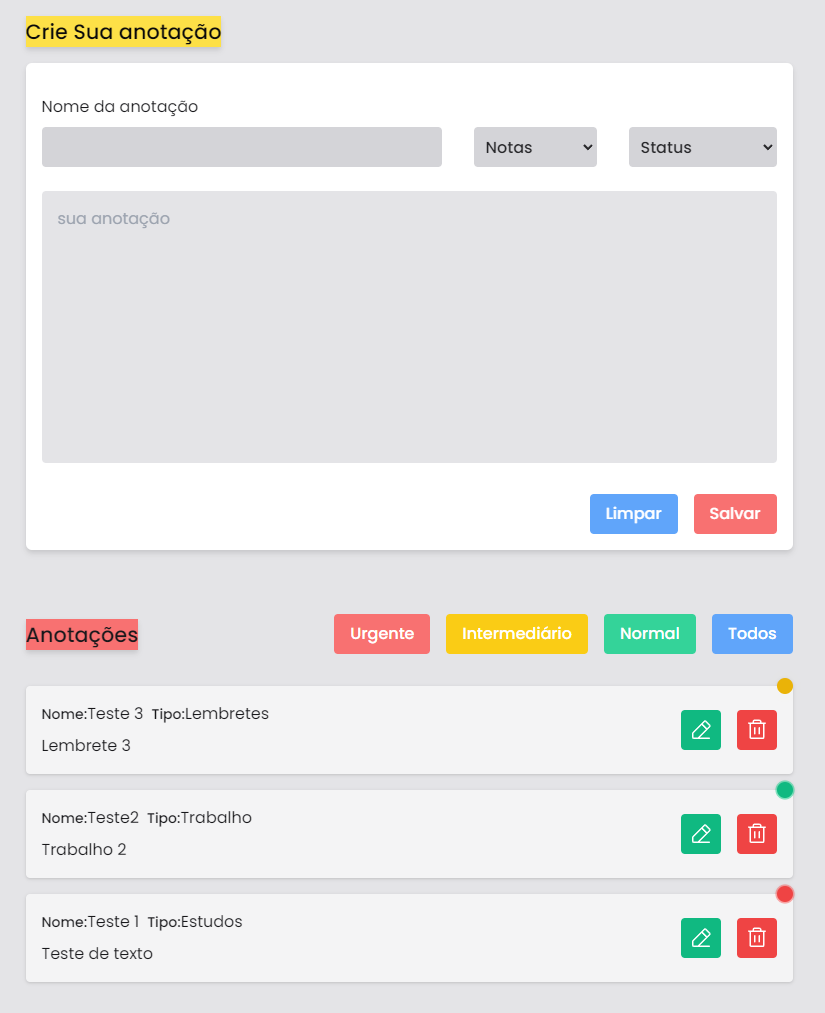 Crie Sua anotação
Nome da anotação
Notas Status
sua anotação
Limpar Salvar
Anotações Urgente Intermediário Normal Todos
Nome:Teste 3 Tipo:Lembretes
Lembrete 3
Nome:Teste2 Tipo:Trabalho
Trabalho 2
Nome:Teste 1 Tipo:Estudos
Teste de texto